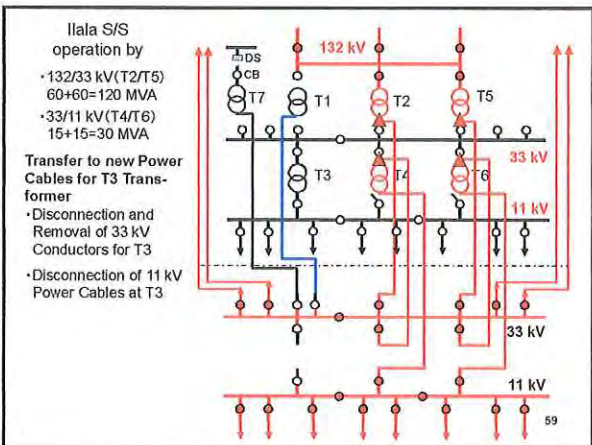 Ilala S/S
operation by
・132/33 kV(T2/T5)
60+60=120 MVA
・33/11 kV(T4/T6)
15+15=30 MVA
Transfer to new Power
Cables for T3 Trans-
former
・Disconnection and
Removal of 33 kV
Conductors for T3
・Disconnection of 11 kV
Power Cables at T3
132 kV
DS
CB
T7
T1
T2
T5
33 kV
T3
T4
T6
11 kV
33 kV
11 kV
59